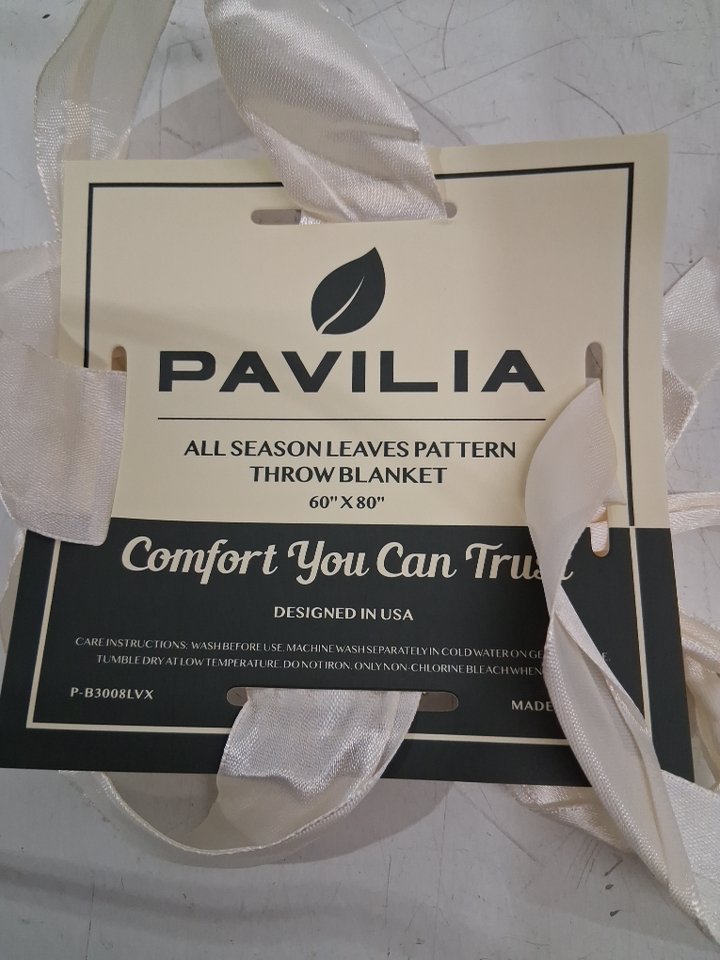 PAVILIA
ALL SEASON LEAVES PATTERN
THROW BLANKET
60" X 80"
Comfort You Can Trust
DESIGNED IN USA
CARE INSTRUCTIONS: WASH BEFORE USE. MACHINE WASH SEPARATELY IN COLD WATER ON
TUMBLE DRY AT LOW TEMPERATURE. DO NOT IRON. ONLY NON-CHLORINE BLEACH WHEN
P-B3008LVX
MADE